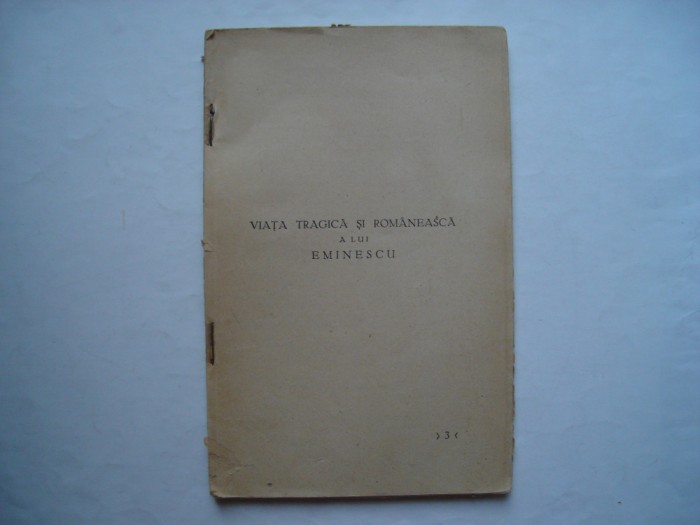 VIAȚA TRAGICĂ ȘI ROMÂNEASCĂ
A LUI
EMINESCU
› 3 ‹